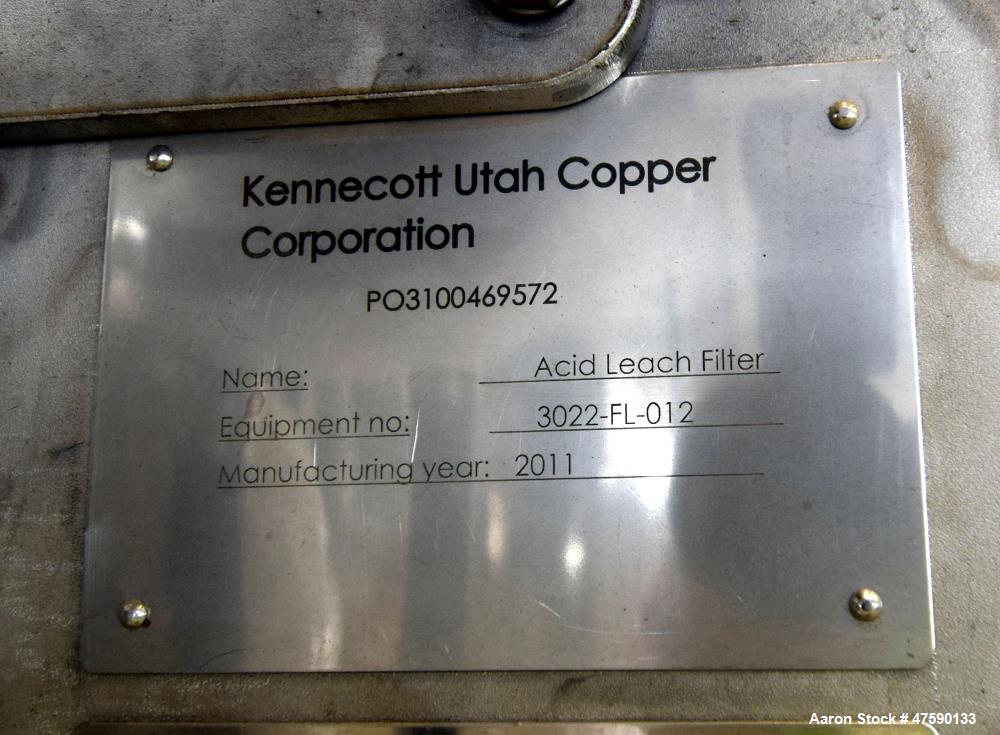 Kennecott Utah Copper
Corporation
PO3100469572
Name: Acid Leach Filter
Equipment no: 3022-FL-012
Manufacturing year: 2011
Aaron Stock # 47590133